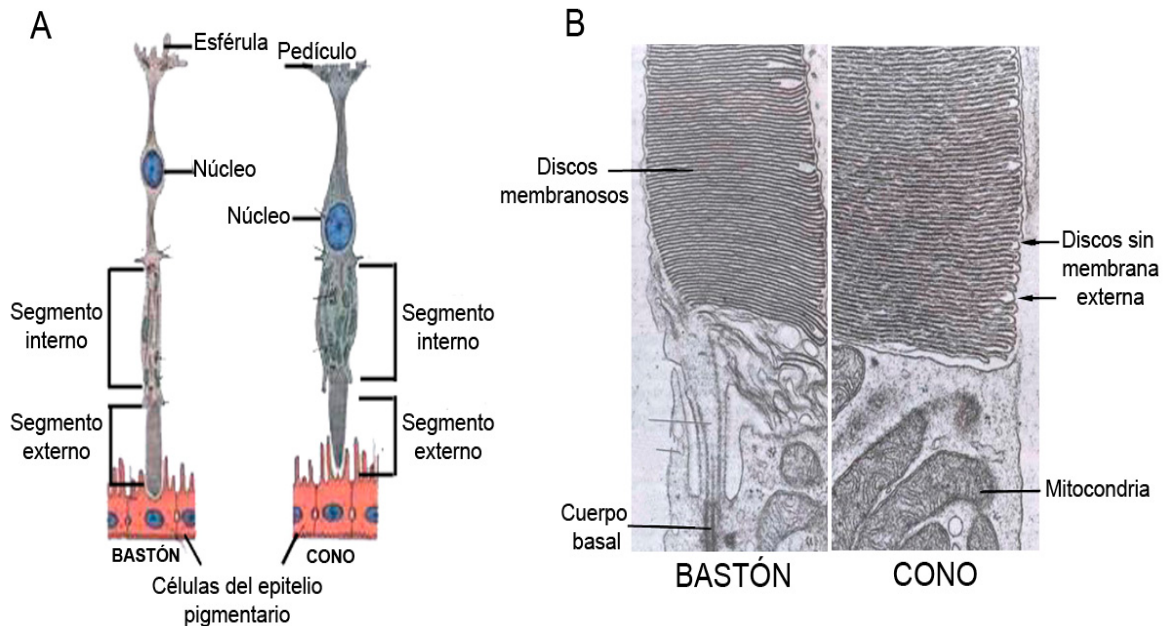 A
Esférula
Pedículo
Núcleo
Núcleo
Segmento
interno
Segmento
interno
Segmento
externo
Segmento
externo
BASTÓN
CONO
Células del epitelio
pigmentario
B
Discos
membranosos
Discos sin
membrana
externa
Mitocondria
Cuerpo
basal
BASTÓN
CONO